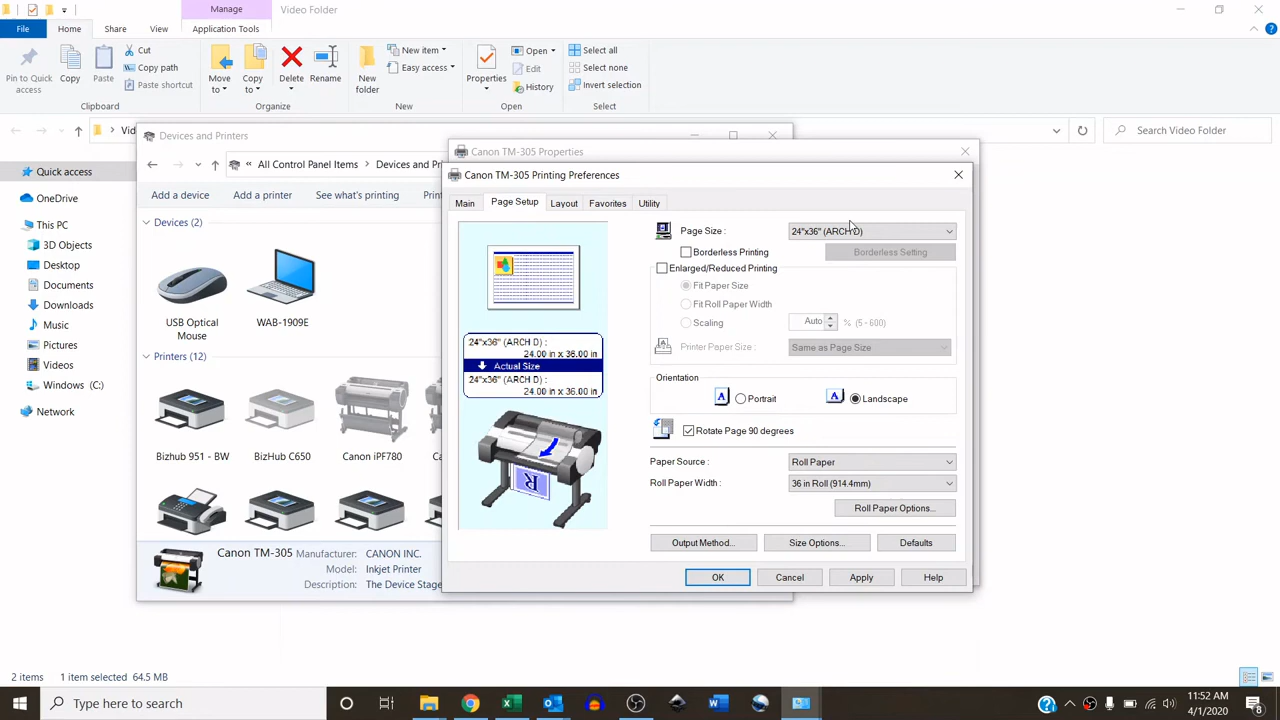 Manage
Video Folder
File
Home
Share
View
Application Tools
Pin to Quick access
Copy
Paste
Cut
Copy path
Paste shortcut
Clipboard
Move to
Copy to
Delete
Rename
Organize
New folder
New item
Easy access
New
Properties
Open
Edit
History
Open
Select all
Select none
Invert selection
Select
Search Video Folder
Quick access
OneDrive
This PC
3D Objects
Desktop
Documents
Downloads
Music
Pictures
Videos
Windows (C:)
Network
Devices and Printers
« All Control Panel Items
Add a device
Add a printer
See what's printing
Devices (2)
USB Optical Mouse
WAB-1909E
Printers (12)
Bizhub 951 - BW
BizHub C650
Canon iPF780
Canon TM-305
Manufacturer: CANON INC.
Model: Inkjet Printer
Description: The Device Stage
Canon TM-305 Properties
Canon TM-305 Printing Preferences
Main
Page Setup
Layout
Favorites
Utility
24"x36" (ARCH D) :
24.00 in x 36.00 in
Actual Size
24"x36" (ARCH D) :
24.00 in x 36.00 in
Page Size :
24"x36" (ARCH D)
Borderless Printing
Borderless Setting
Enlarged/Reduced Printing
Fit Paper Size
Fit Roll Paper Width
Scaling
Auto
% (5 - 600)
Printer Paper Size :
Same as Page Size
Orientation
A Portrait
A Landscape
Rotate Page 90 degrees
Paper Source :
Roll Paper
Roll Paper Width :
36 in Roll (914.4mm)
Roll Paper Options...
Output Method...
Size Options...
Defaults
OK
Cancel
Apply
Help
2 items
1 item selected 64.5 MB
Type here to search
11:52 AM
4/1/2020
8